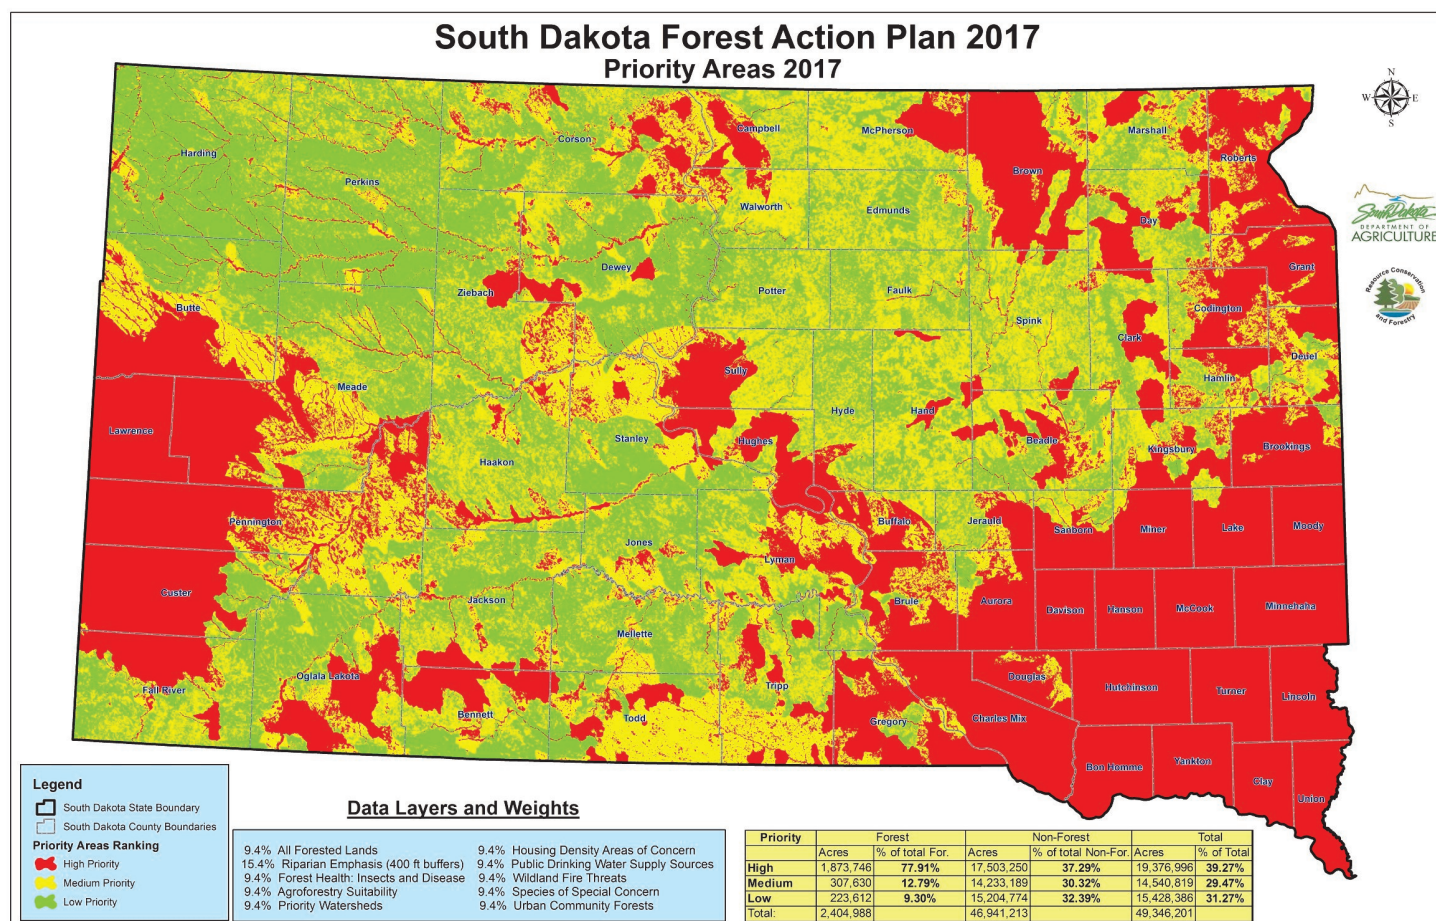 South Dakota Forest Action Plan 2017
Priority Areas 2017
N
W E
S
South Dakota
DEPARTMENT OF
AGRICULTURE
Resource Conservation
and Forestry
Harding
Perkins
Corson
Campbell
McPherson
Brown
Marshall
Roberts
Walworth
Edmunds
Day
Dewey
Ziebach
Potter
Faulk
Spink
Grant
Codington
Butte
Clark
Deuel
Meade
Sully
Hamlin
Hyde
Hand
Lawrence
Stanley
Hughes
Beadle
Kingsbury
Brookings
Haakon
Pennington
Buffalo
Jerauld
Sanborn
Miner
Lake
Moody
Jones
Lyman
Custer
Jackson
Brule
Aurora
Davison
Hanson
McCook
Minnehaha
Mellette
Fall River
Oglala Lakota
Bennett
Todd
Tripp
Gregory
Douglas
Charles Mix
Hutchinson
Turner
Lincoln
Bon Homme
Yankton
Clay
Union
Legend
South Dakota State Boundary
South Dakota County Boundaries
Priority Areas Ranking
High Priority
Medium Priority
Low Priority
Data Layers and Weights
9.4% All Forested Lands
15.4% Riparian Emphasis (400 ft buffers)
9.4% Forest Health: Insects and Disease
9.4% Agroforestry Suitability
9.4% Priority Watersheds
9.4% Housing Density Areas of Concern
9.4% Public Drinking Water Supply Sources
9.4% Wildland Fire Threats
9.4% Species of Special Concern
9.4% Urban Community Forests
Priority Forest Non-Forest Total
Acres % of total For. Acres % of total Non-For. Acres % of Total
High 1,873,746 77.91% 17,503,250 37.29% 19,376,996 39.27%
Medium 307,630 12.79% 14,233,189 30.32% 14,540,819 29.47%
Low 223,612 9.30% 15,204,774 32.39% 15,428,386 31.27%
Total: 2,404,988 46,941,213 49,346,201